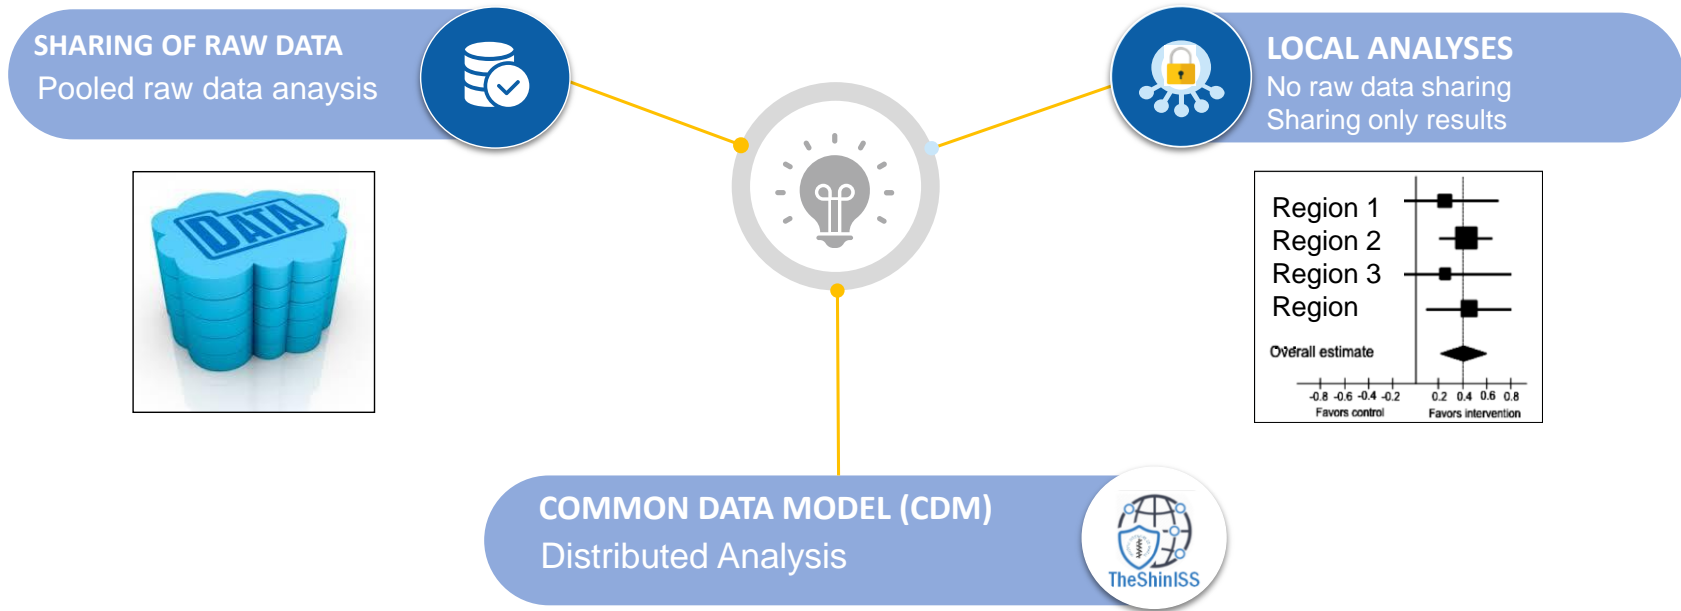 SHARING OF RAW DATA
Pooled raw data anaysis
DATA
LOCAL ANALYSES
No raw data sharing
Sharing only results
Region 1
Region 2
Region 3
Region
Overall estimate
-0.8 -0.6 -0.4 -0.2 0.2 0.4 0.6 0.8
Favors control Favors intervention
COMMON DATA MODEL (CDM)
Distributed Analysis
TheShinISS